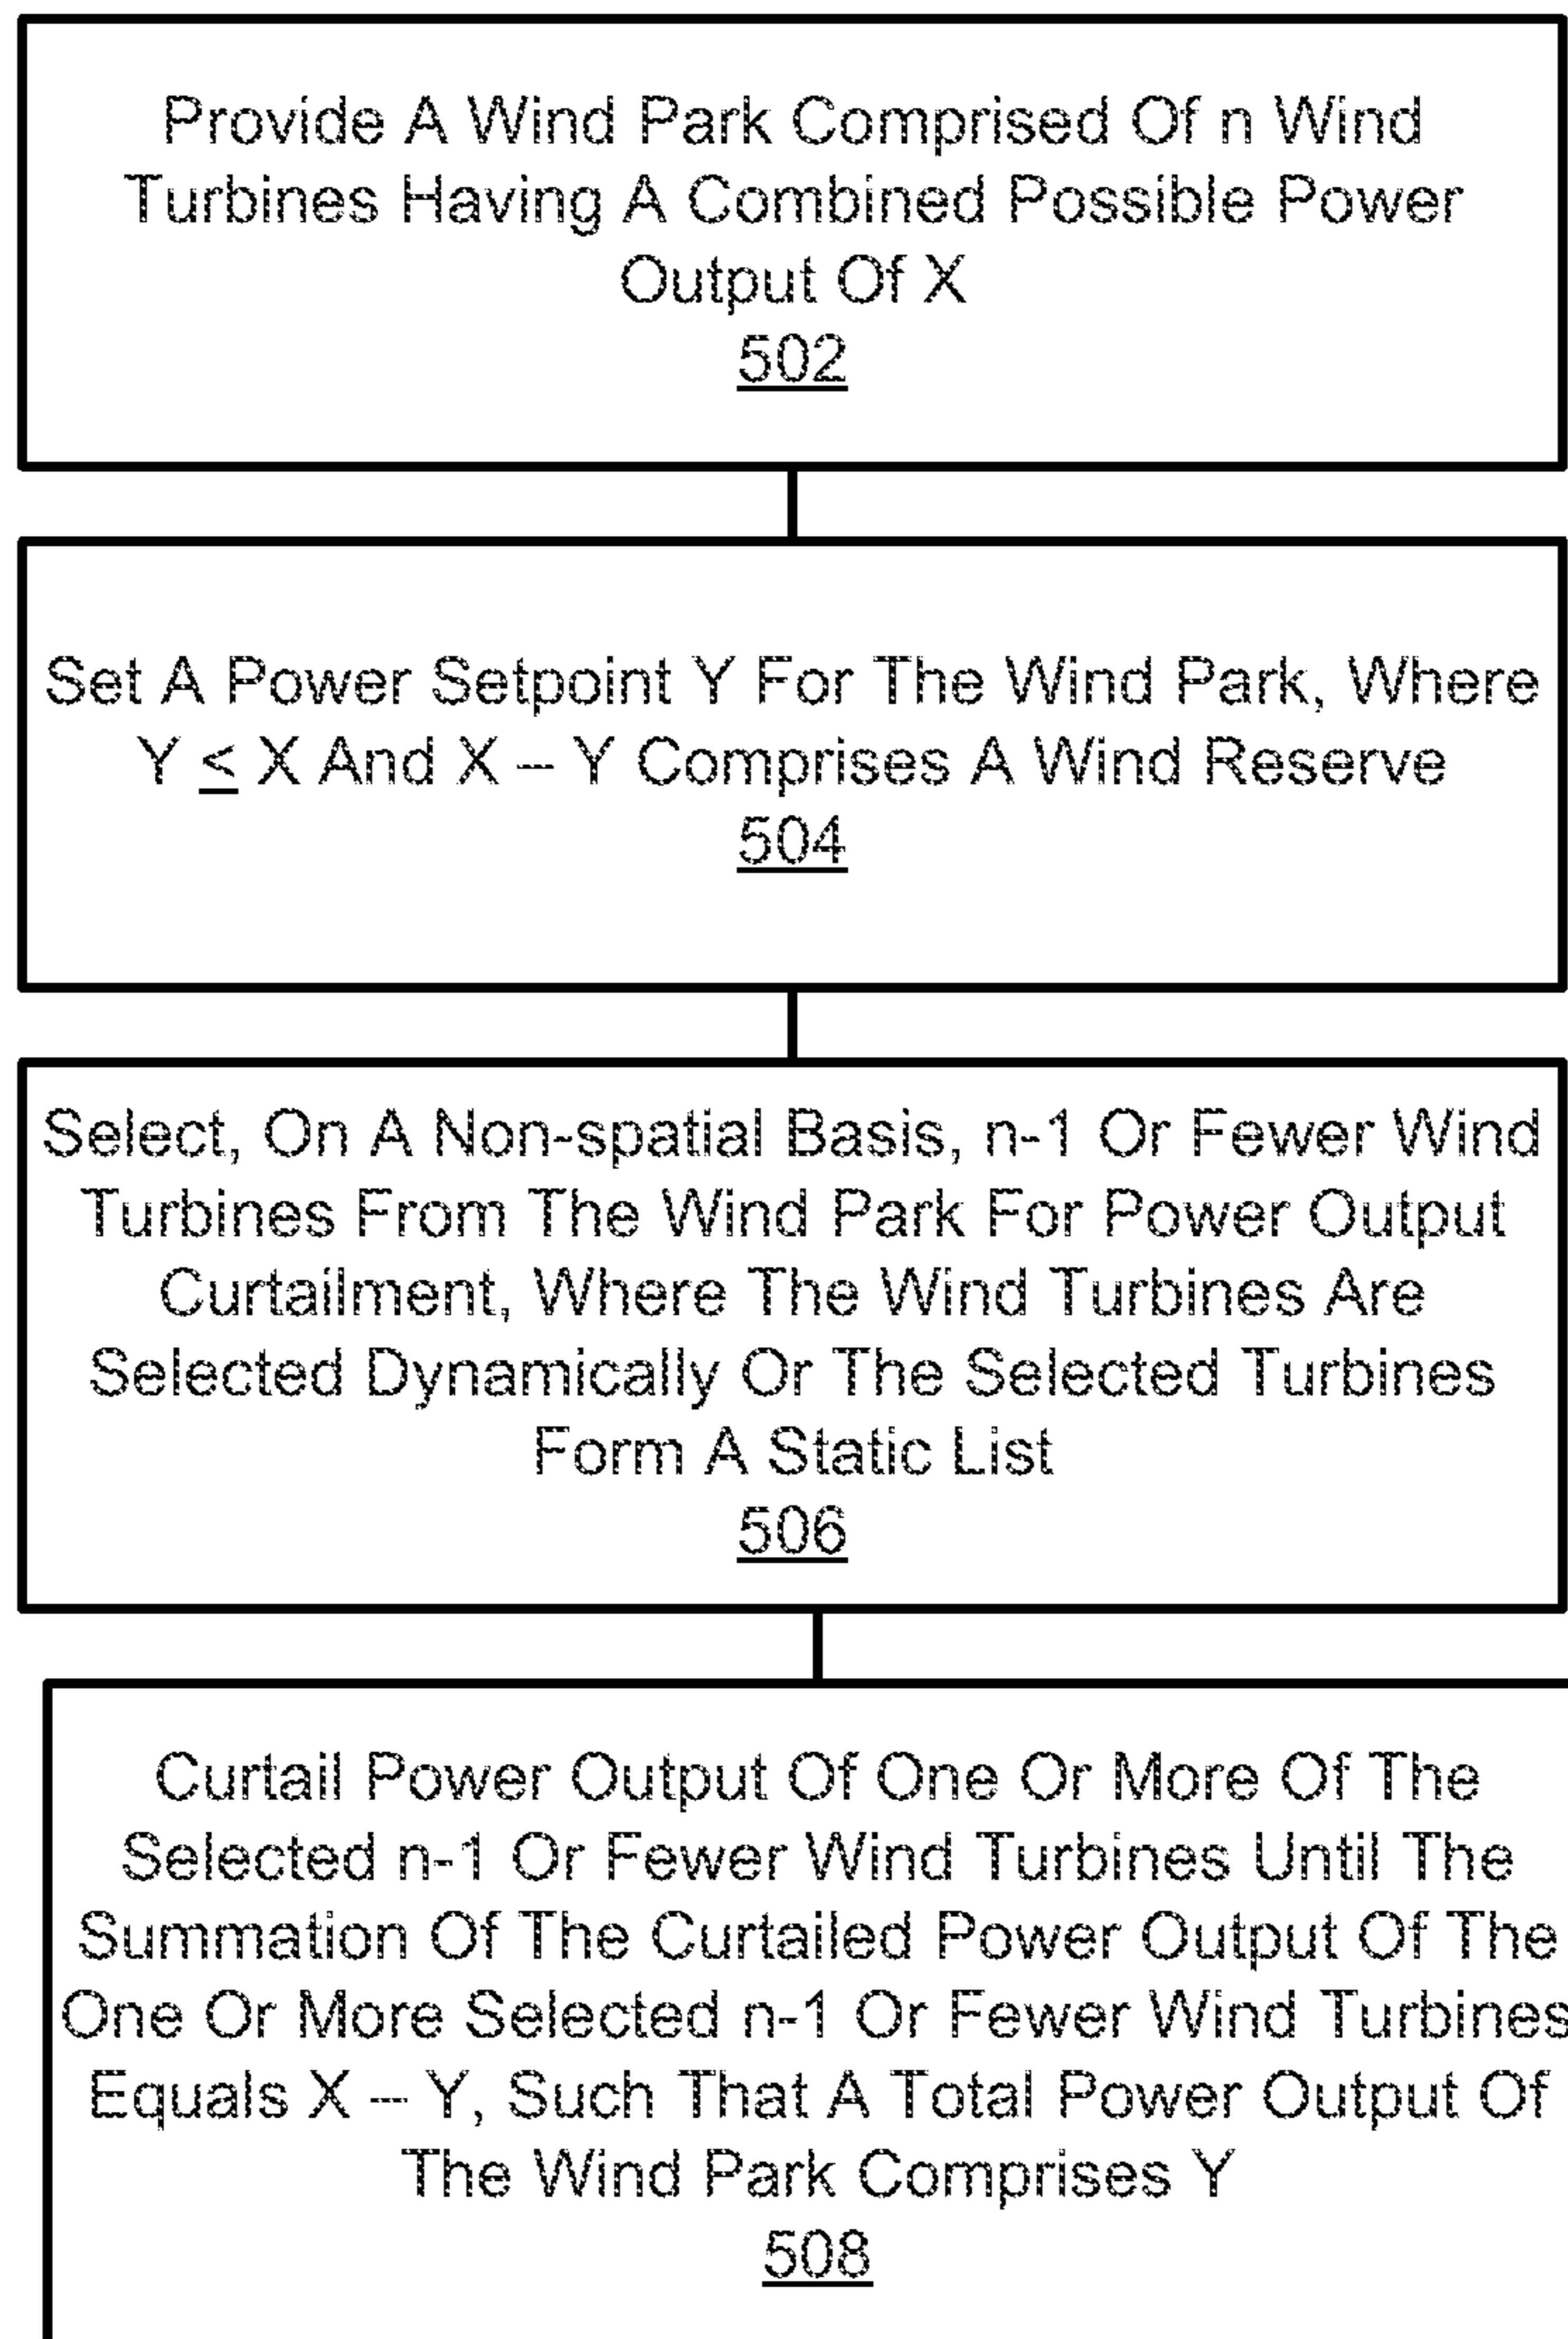 Provide A Wind Park Comprised Of n Wind
Turbines Having A Combined Possible Power
Output Of X
502
Set A Power Setpoint Y For The Wind Park, Where
Y ≤ X And X – Y Comprises A Wind Reserve
504
Select, On A Non-spatial Basis, n-1 Or Fewer Wind
Turbines From The Wind Park For Power Output
Curtailment, Where The Wind Turbines Are
Selected Dynamically Or The Selected Turbines
Form A Static List
506
Curtail Power Output Of One Or More Of The
Selected n-1 Or Fewer Wind Turbines Until The
Summation Of The Curtailed Power Output Of The
One Or More Selected n-1 Or Fewer Wind Turbines
Equals X – Y, Such That A Total Power Output Of
The Wind Park Comprises Y
508